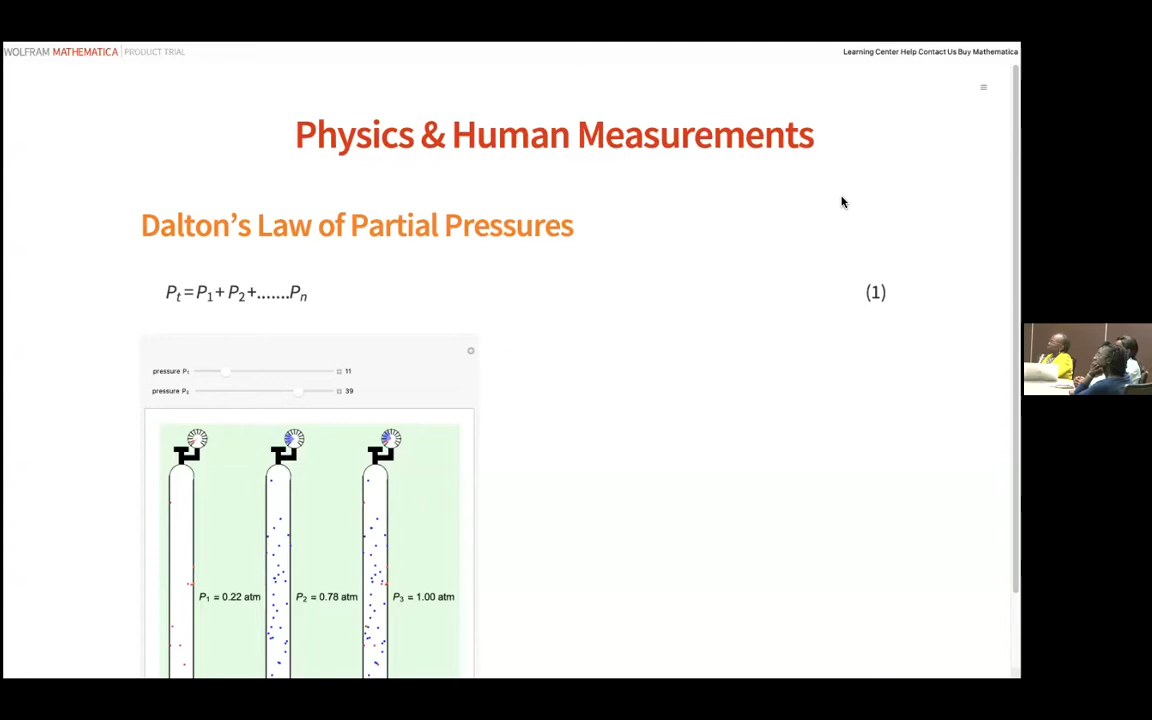 WOLFRAM MATHEMATICA | PRODUCT TRIAL
Learning Center Help Contact Us Buy Mathematica
Physics & Human Measurements
Dalton's Law of Partial Pressures
Pt = P1 + P2 +.......Pn (1)
pressure P1 11
pressure P2 39
P1 = 0.22 atm P2 = 0.78 atm P3 = 1.00 atm